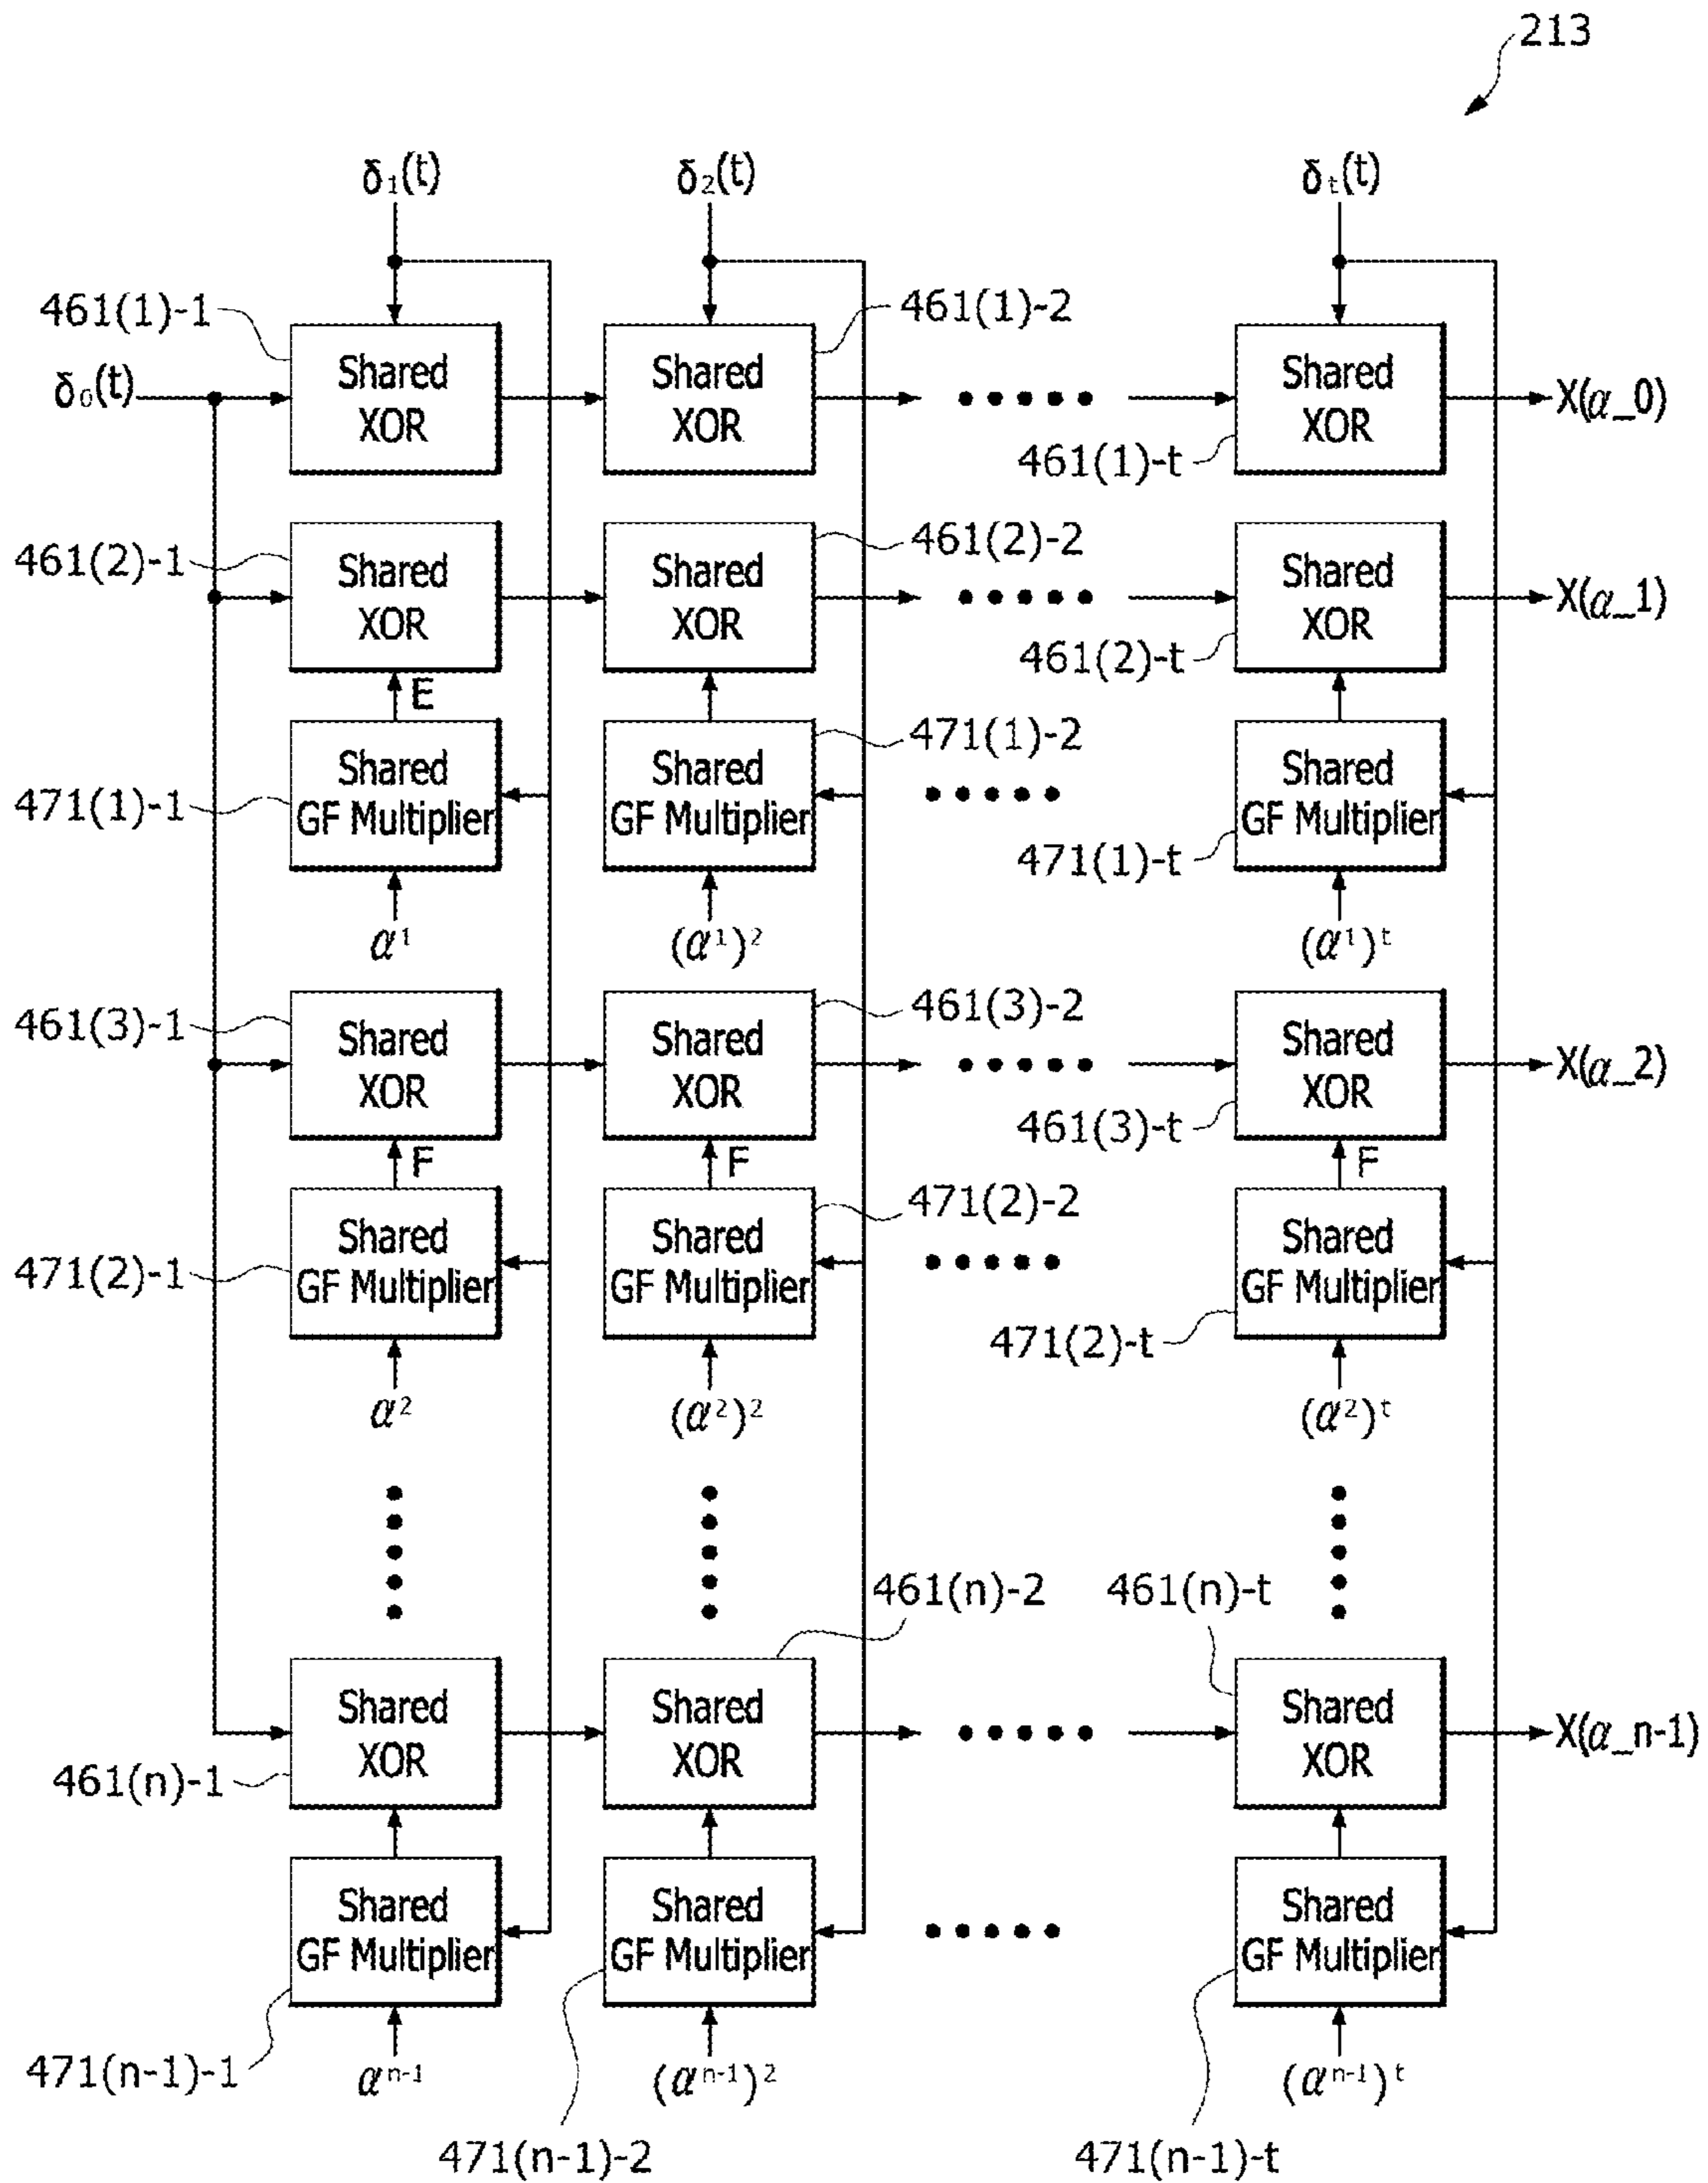 213
δ₁(t) δ₂(t) δₜ(t)
461(1)-1 461(1)-2
Shared XOR Shared XOR Shared XOR
δ₀(t) X(α_0)
461(1)-t
461(2)-1 461(2)-2
Shared XOR Shared XOR Shared XOR
X(α_1)
461(2)-t
E
471(1)-1 471(1)-2
Shared GF Multiplier Shared GF Multiplier Shared GF Multiplier
471(1)-t
α¹ (α¹)² (α¹)ᵗ
461(3)-1 461(3)-2
Shared XOR Shared XOR Shared XOR
X(α_2)
461(3)-t
F F F
471(2)-2
Shared GF Multiplier Shared GF Multiplier Shared GF Multiplier
471(2)-1
471(2)-t
α² (α²)² (α²)ᵗ
461(n)-2 461(n)-t
Shared XOR Shared XOR Shared XOR
X(α_n-1)
461(n)-1
Shared GF Multiplier Shared GF Multiplier Shared GF Multiplier
471(n-1)-1 αⁿ⁻¹ (αⁿ⁻¹)² (αⁿ⁻¹)ᵗ
471(n-1)-2 471(n-1)-t